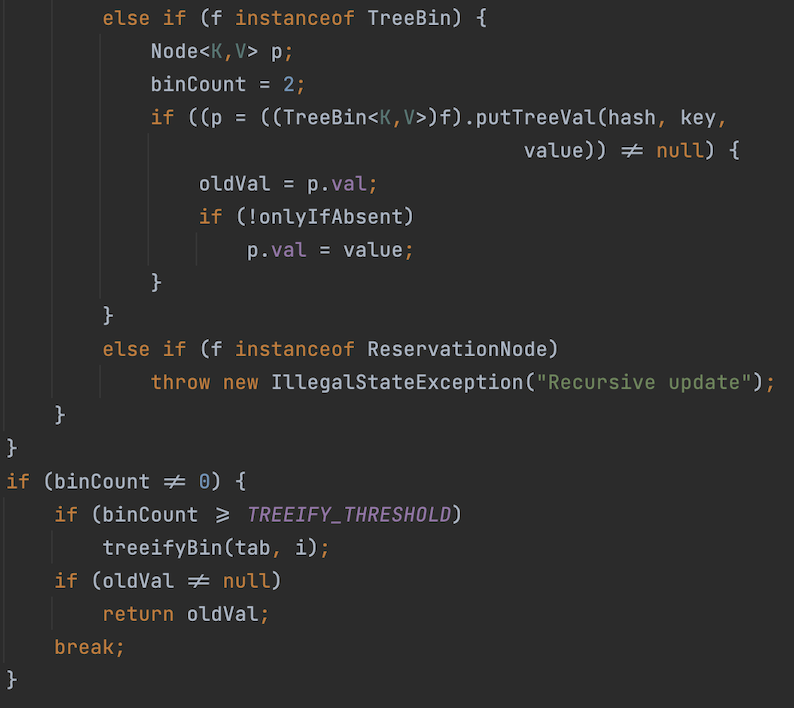 else if (f instanceof TreeBin) {
Node<K,V> p;
binCount = 2;
if ((p = ((TreeBin<K,V>)f).putTreeVal(hash, key,
value)) ≠ null) {
oldVal = p.val;
if (!onlyIfAbsent)
p.val = value;
}
}
else if (f instanceof ReservationNode)
throw new IllegalStateException("Recursive update");
}
}
if (binCount ≠ 0) {
if (binCount ⩾ TREEIFY_THRESHOLD)
treeifyBin(tab, i);
if (oldVal ≠ null)
return oldVal;
break;
}